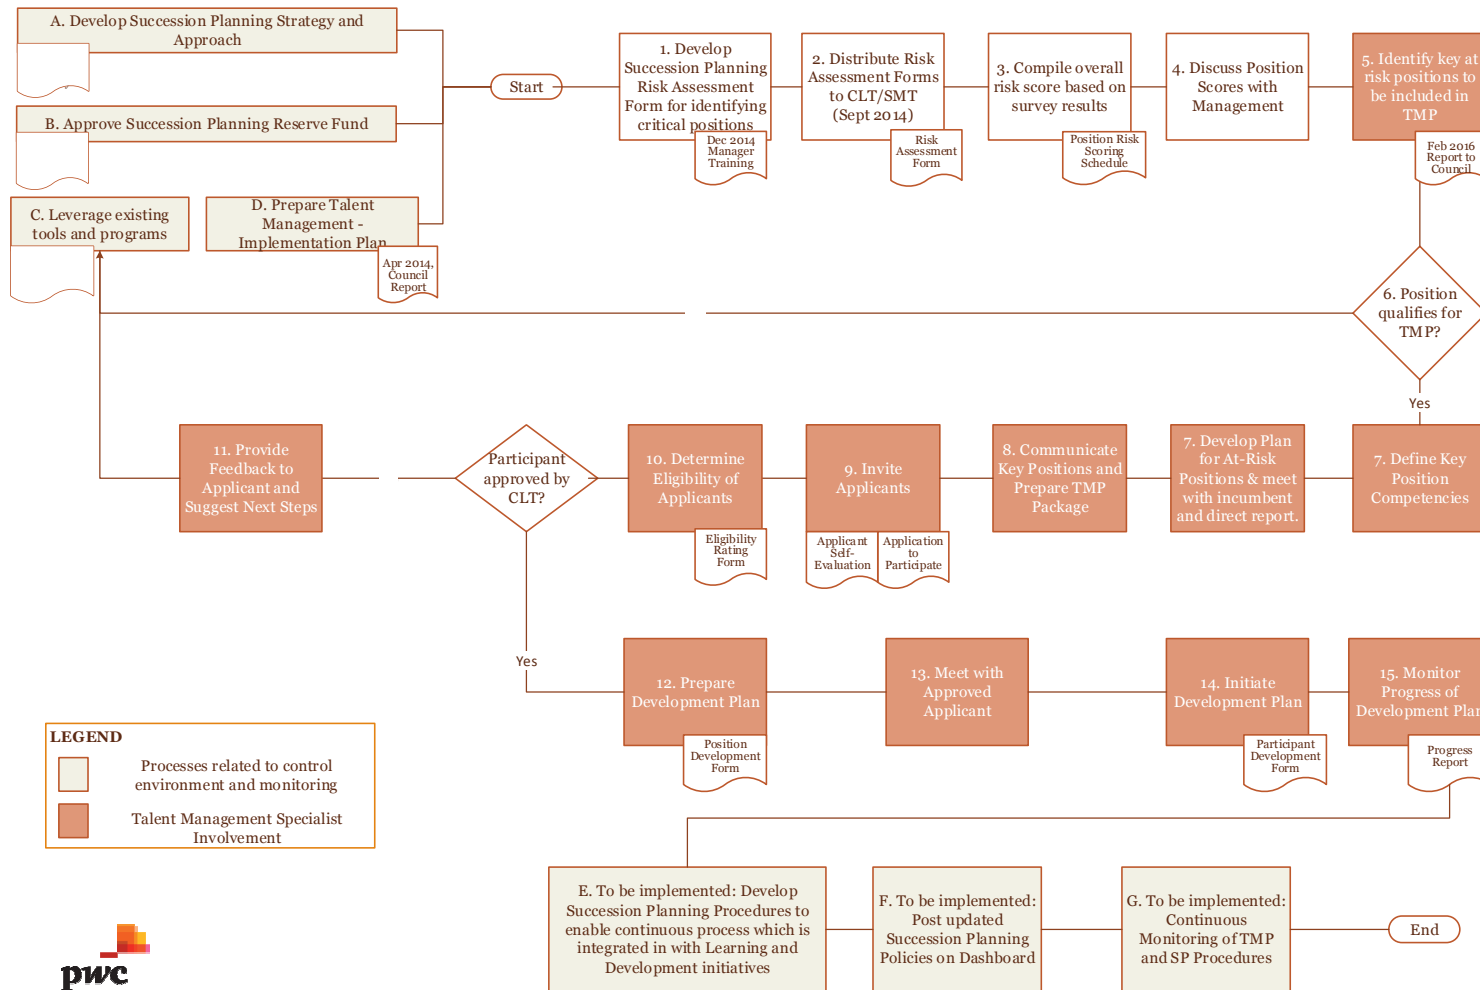 A. Develop Succession Planning Strategy and
Approach
B. Approve Succession Planning Reserve Fund
C. Leverage existing
tools and programs
D. Prepare Talent
Management -
Implementation Plan
Apr 2014,
Council
Report
Start
1. Develop
Succession Planning
Risk Assessment
Form for identifying
critical positions
Dec 2014
Manager
Training
2. Distribute Risk
Assessment Forms
to CLT/SMT
(Sept 2014)
Risk
Assessment
Form
3. Compile overall
risk score based on
survey results
Position Risk
Scoring
Schedule
4. Discuss Position
Scores with
Management
5. Identify key at
risk positions to
be included in
TMP
Feb 2016
Report to
Council
6. Position
qualifies for
TMP?
Yes
7. Define Key
Position
Competencies
7. Develop Plan
for At-Risk
Positions & meet
with incumbent
and direct report.
8. Communicate
Key Positions and
Prepare TMP
Package
9. Invite
Applicants
Applicant
Self-
Evaluation
Application
to
Participate
10. Determine
Eligibility of
Applicants
Eligibility
Rating
Form
Participant
approved by
CLT?
11. Provide
Feedback to
Applicant and
Suggest Next Steps
Yes
12. Prepare
Development Plan
Position
Development
Form
13. Meet with
Approved
Applicant
14. Initiate
Development Plan
Participant
Development
Form
15. Monitor
Progress of
Development Plan
Progress
Report
LEGEND
Processes related to control
environment and monitoring
Talent Management Specialist
Involvement
E. To be implemented: Develop
Succession Planning Procedures to
enable continuous process which is
integrated in with Learning and
Development initiatives
F. To be implemented:
Post updated
Succession Planning
Policies on Dashboard
G. To be implemented:
Continuous
Monitoring of TMP
and SP Procedures
End
pwc